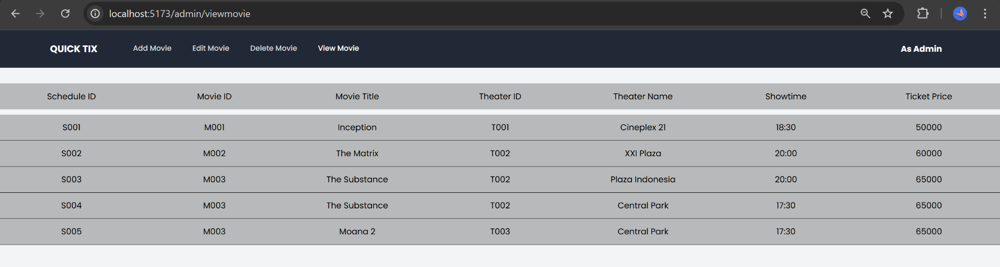 localhost:5173/admin/viewmovie
QUICK TIX Add Movie Edit Movie Delete Movie View Movie As Admin
Schedule ID Movie ID Movie Title Theater ID Theater Name Showtime Ticket Price
S001 M001 Inception T001 Cineplex 21 18:30 50000
S002 M002 The Matrix T002 XXI Plaza 20:00 60000
S003 M003 The Substance T002 Plaza Indonesia 20:00 65000
S004 M003 The Substance T002 Central Park 17:30 65000
S005 M003 Moana 2 T003 Central Park 17:30 65000